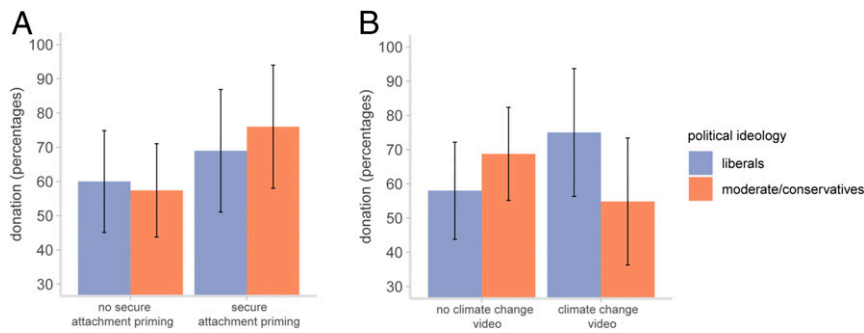 A
donation (percentages)
100
90
80
70
60
50
40
30
no secure
attachment priming
secure
attachment priming
B
donation (percentages)
100
90
80
70
60
50
40
30
no climate change
video
climate change
video
political ideology
liberals
moderate/conservatives